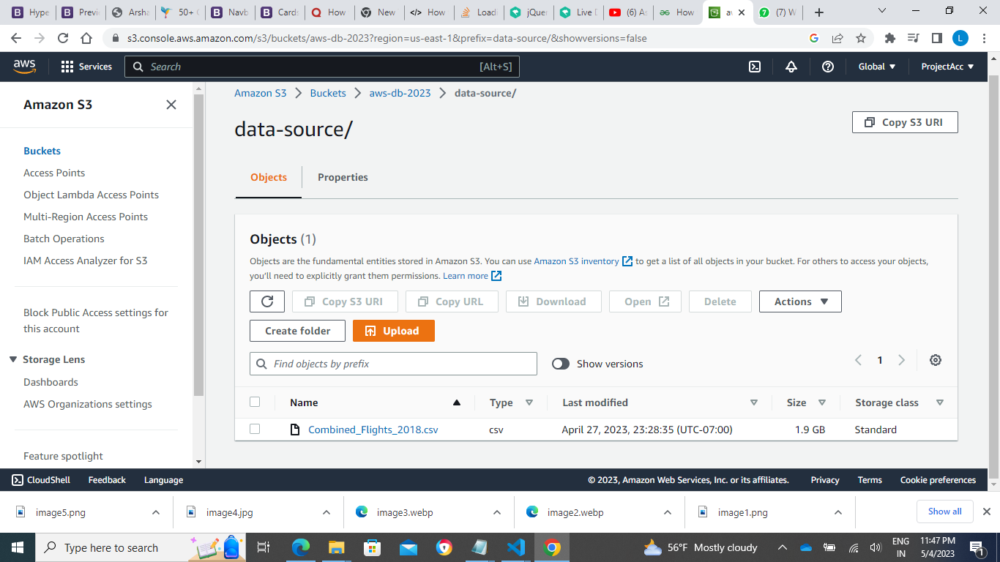 Hype
Previ
Arsha
50+ (
Navb
Cards
How
New
How
Loadi
jQuer
Live D
(6) As
How
aw
(7) W
s3.console.aws.amazon.com/s3/buckets/aws-db-2023?region=us-east-1&prefix=data-source/&showversions=false
L
aws
Services
Search
[Alt+S]
Global
ProjectAcc
Amazon S3
Buckets
Access Points
Object Lambda Access Points
Multi-Region Access Points
Batch Operations
IAM Access Analyzer for S3
Block Public Access settings for
this account
Storage Lens
Dashboards
AWS Organizations settings
Feature spotlight
Amazon S3 > Buckets > aws-db-2023 > data-source/
data-source/
Copy S3 URI
Objects
Properties
Objects (1)
Objects are the fundamental entities stored in Amazon S3. You can use Amazon S3 inventory to get a list of all objects in your bucket. For others to access your objects,
you'll need to explicitly grant them permissions. Learn more
Copy S3 URI
Copy URL
Download
Open
Delete
Actions
Create folder
Upload
Find objects by prefix
Show versions
1
Name
Type
Last modified
Size
Storage class
Combined_Flights_2018.csv
csv
April 27, 2023, 23:28:35 (UTC-07:00)
1.9 GB
Standard
CloudShell
Feedback
Language
© 2023, Amazon Web Services, Inc. or its affiliates.
Privacy
Terms
Cookie preferences
image5.png
image4.jpg
image3.webp
image2.webp
image1.png
Show all
Type here to search
56°F Mostly cloudy
ENG
IN
11:47 PM
5/4/2023
1